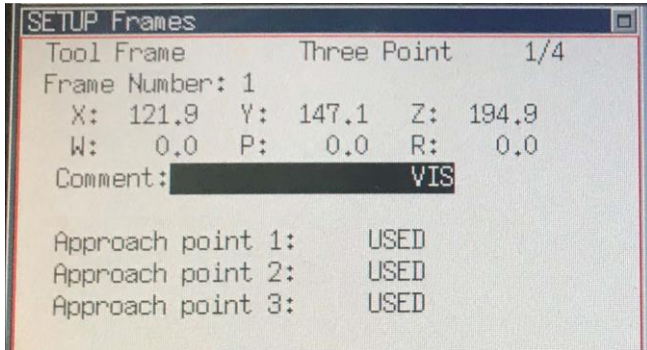 SETUP Frames
Tool Frame Three Point 1/4
Frame Number: 1
X: 121.9 Y: 147.1 Z: 194.9
W: 0.0 P: 0.0 R: 0.0
Comment: VIS
Approach point 1: USED
Approach point 2: USED
Approach point 3: USED